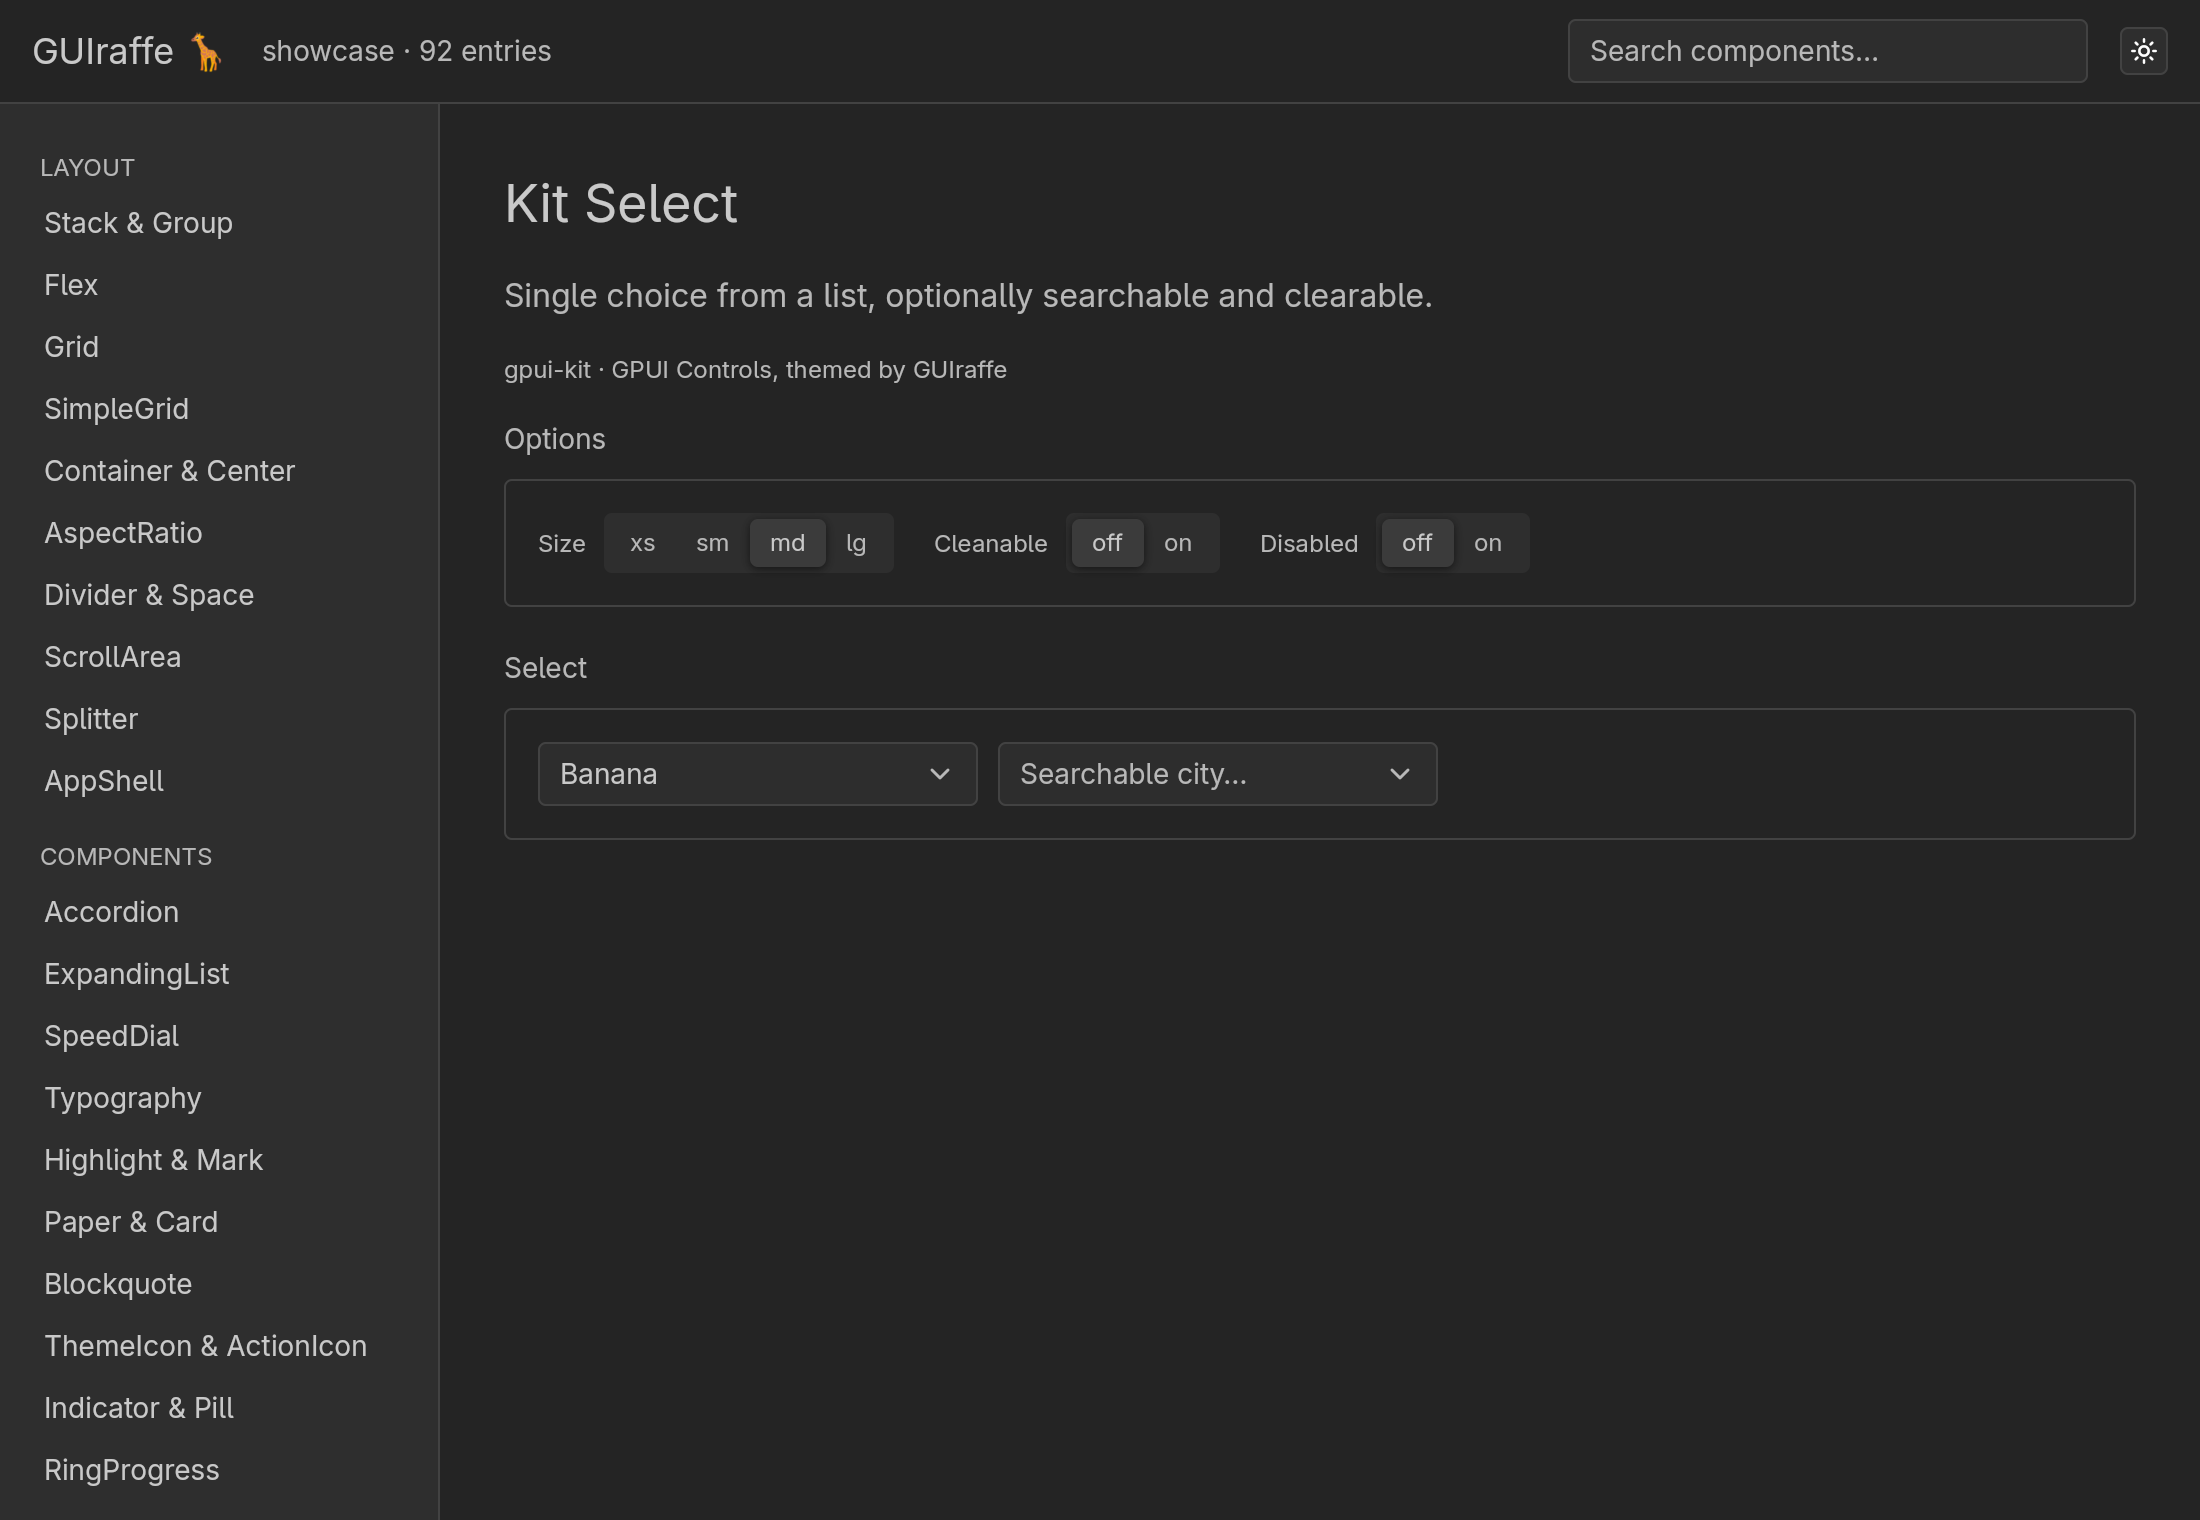 GUIraffe 🦒 showcase · 92 entries Search components...
LAYOUT
Stack & Group
Flex
Grid
SimpleGrid
Container & Center
AspectRatio
Divider & Space
ScrollArea
Splitter
AppShell
COMPONENTS
Accordion
ExpandingList
SpeedDial
Typography
Highlight & Mark
Paper & Card
Blockquote
ThemeIcon & ActionIcon
Indicator & Pill
RingProgress
Kit Select
Single choice from a list, optionally searchable and clearable.
gpui-kit · GPUI Controls, themed by GUIraffe
Options
Size xs sm md lg Cleanable off on Disabled off on
Select
Banana Searchable city...